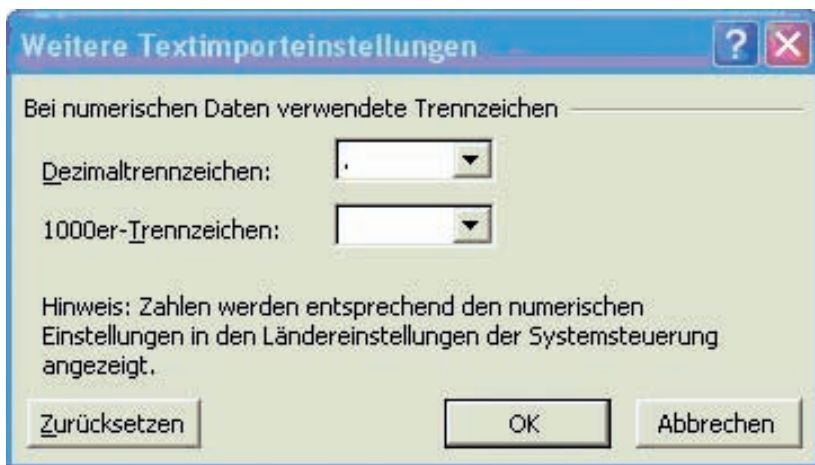 Weitere Textimporteinstellungen
Bei numerischen Daten verwendete Trennzeichen
Dezimaltrennzeichen: .
1000er-Trennzeichen:
Hinweis: Zahlen werden entsprechend den numerischen
Einstellungen in den Ländereinstellungen der Systemsteuerung
angezeigt.
Zurücksetzen OK Abbrechen